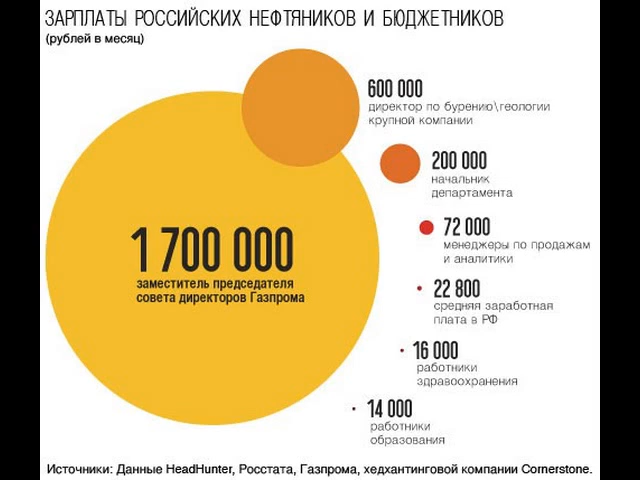 ЗАРПЛАТЫ РОССИЙСКИХ НЕФТЯНИКОВ И БЮДЖЕТНИКОВ
(рублей в месяц)
600 000
директор по бурению\геологии
крупной компании
200 000
начальник
департамента
1 700 000
заместитель председателя
совета директоров Газпрома
72 000
менеджеры по продажам
и аналитики
22 800
средняя заработная
плата в РФ
16 000
работники
здравоохранения
14 000
работники
образования
Источники: Данные HeadHunter, Росстата, Газпрома, хедхантинговой компании Cornerstone.